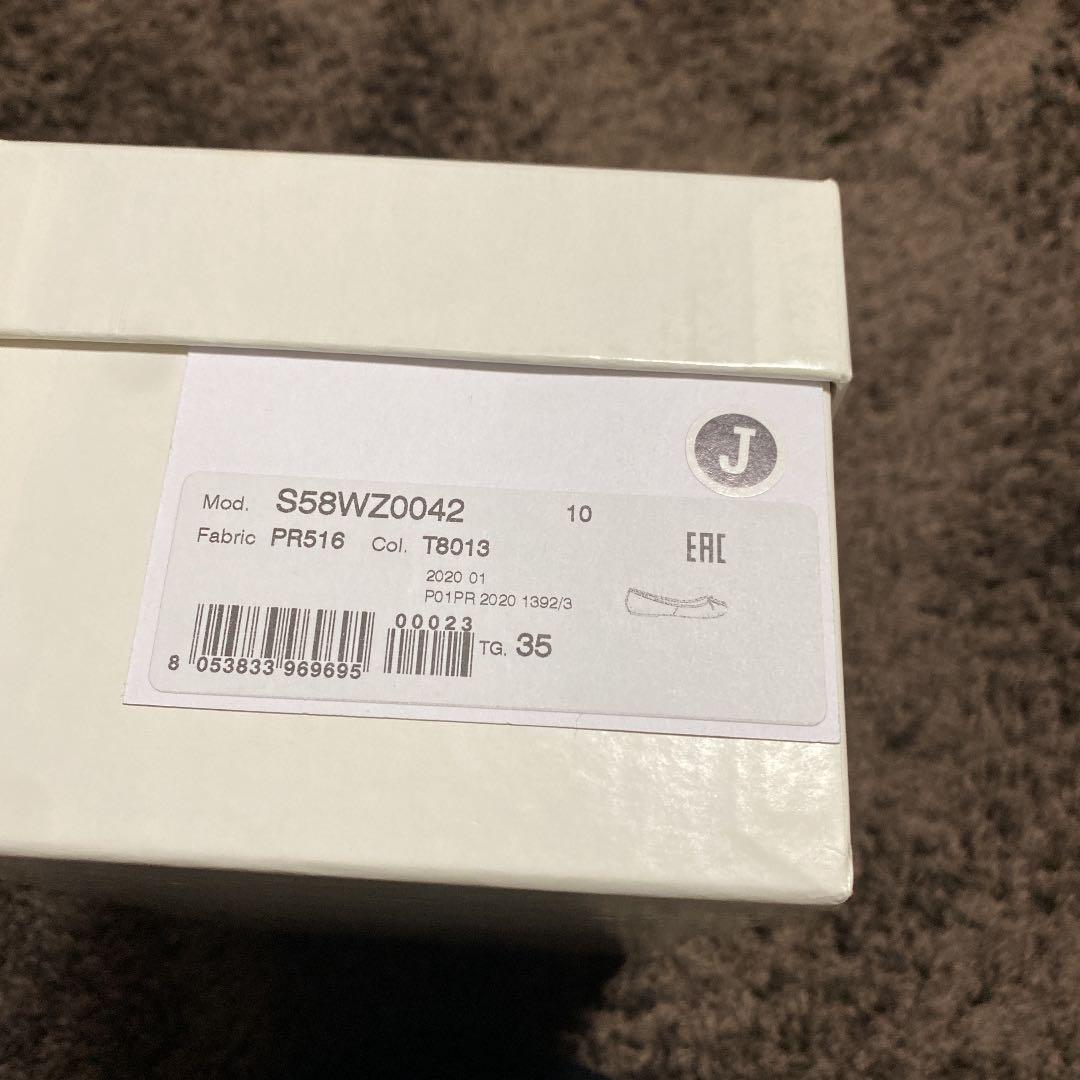 J
Mod. S58WZ0042 10
Fabric PR516 Col. T8013
EAC
2020 01
P01PR 2020 1392/3
00023
TG. 35
8 053833 969695